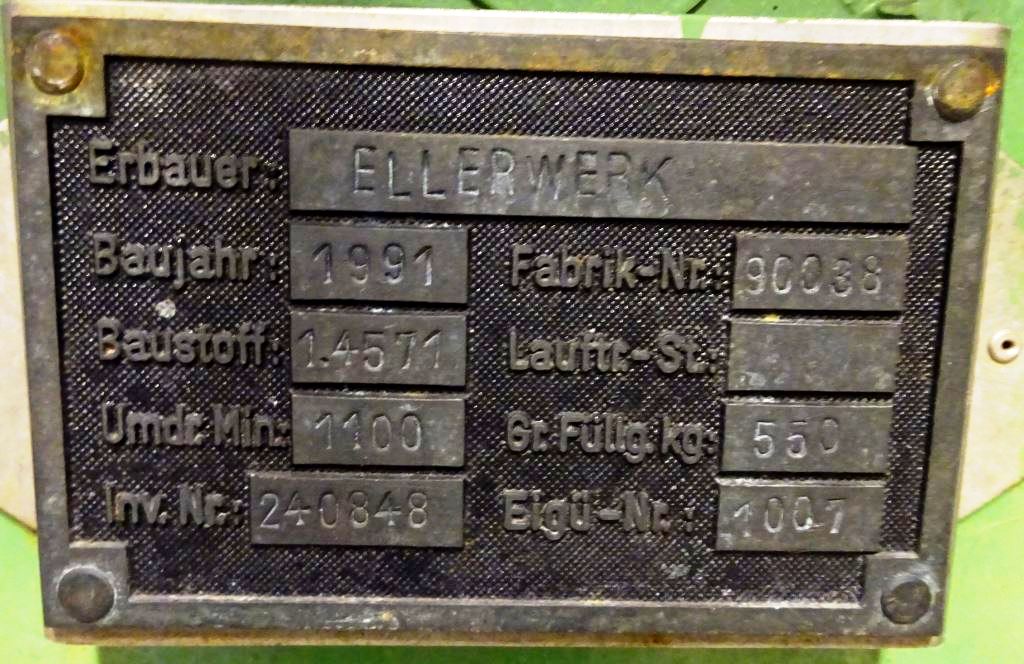 Erbauer: ELLERWERK
Baujahr: 1991 Fabrik-Nr.: 90038
Baustoff: 1.4571 Lauftr.-St.:
Umdr. Min.: 1100 Gr. Füllg. kg.: 550
Inv. Nr.: 240848 Eigü-Nr.: 1007